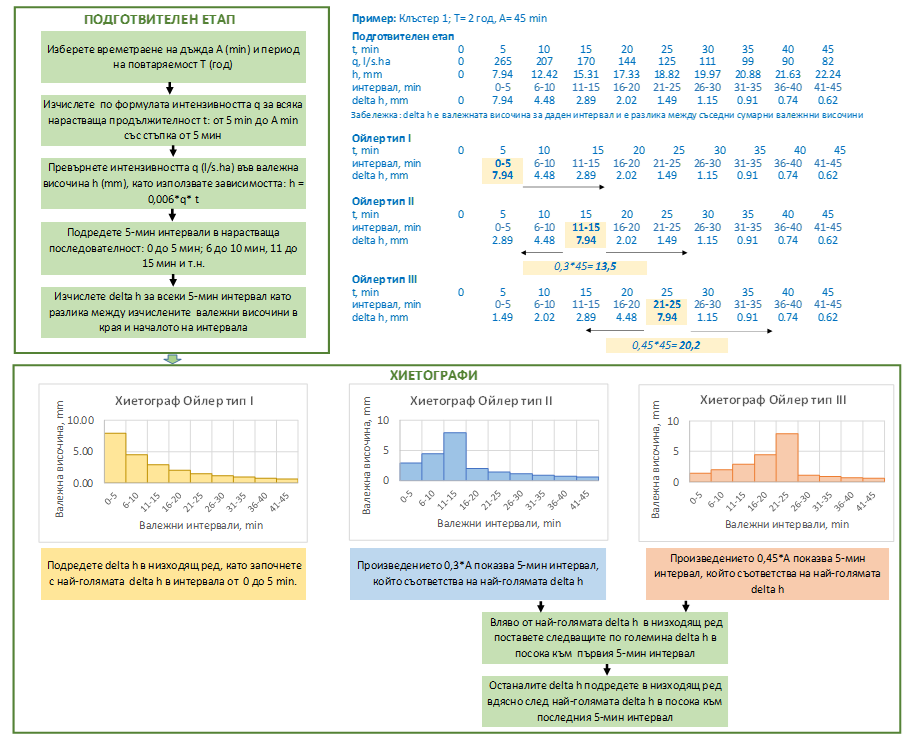 ПОДГОТВИТЕЛЕН ЕТАП
Изберете времетраене на дъжда A (min) и период
на повтаряемост T (год)
Изчислете по формулата интензивността q за всяка
нарастваща продължителност t: от 5 min до A min
със стъпка от 5 min
Превърнете интензивността q (l/s.ha) във валежна
височина h (mm), като използвате зависимостта: h =
0,006*q* t
Подредете 5-мин интервали в нарастваща
последователност: 0 до 5 мин; 6 до 10 мин, 11 до
15 мин и т.н.
Изчислете delta h за всеки 5-мин интервал като
разлика между изчислените валежни височини в
края и началото на интервала
Пример: Клъстер 1; T= 2 год, A= 45 min
Подготвителен етап
t, min 0 5 10 15 20 25 30 35 40 45
q, l/s.ha 0 265 207 170 144 125 111 99 90 82
h, mm 0 7.94 12.42 15.31 17.33 18.82 19.97 20.88 21.63 22.24
интервал, min 0-5 6-10 11-15 16-20 21-25 26-30 31-35 36-40 41-45
delta h, mm 0 7.94 4.48 2.89 2.02 1.49 1.15 0.91 0.74 0.62
Забележка: delta h е валежната височина за даден интервал и е разлика между съседни сумарни валежнни височини
Ойлер тип I
t, min 0 5 10 15 20 25 30 35 40 45
интервал, min 0-5 6-10 11-15 16-20 21-25 26-30 31-35 36-40 41-45
delta h, mm 7.94 4.48 2.89 2.02 1.49 1.15 0.91 0.74 0.62
Ойлер тип II
t, min 0 5 10 15 20 25 30 35 40 45
интервал, min 0-5 6-10 11-15 16-20 21-25 26-30 31-35 36-40 41-45
delta h, mm 2.89 4.48 7.94 2.02 1.49 1.15 0.91 0.74 0.62
0,3*45= 13,5
Ойлер тип III
t, min 0 5 10 15 20 25 30 35 40 45
интервал, min 0-5 6-10 11-15 16-20 21-25 26-30 31-35 36-40 41-45
delta h, mm 1.49 2.02 2.89 4.48 7.94 1.15 0.91 0.74 0.62
0,45*45= 20,2
ХИЕТОГРАФИ
Хиетограф Ойлер тип I
Валежна височина, mm
10.00
5.00
0.00
0-5 6-10 11-15 16-20 21-25 26-30 31-35 36-40 41-45
Валежни интервали, min
Хиетограф Ойлер тип II
Валежна височина, mm
10
5
0
0-5 6-10 11-15 16-20 21-25 26-30 31-35 36-40 41-45
Валежни интервали, min
Хиетограф Ойлер тип III
Валежна височина, mm
10
5
0
0-5 6-10 11-15 16-20 21-25 26-30 31-35 36-40 41-45
Валежни интервали, min
Подредете delta h в низходящ ред, като започнете
с най-голямата delta h в интервала от 0 до 5 min.
Произведението 0,3*A показва 5-мин интервал,
който съответства на най-голямата delta h
Произведението 0,45*A показва 5-мин
интервал, който съответства на най-голямата
delta h
Вляво от най-голямата delta h в низходящ ред
поставете следващите по големина delta h в
посока към първия 5-мин интервал
Останалите delta h подредете в низходящ ред
вдясно след най-голямата delta h в посока към
последния 5-мин интервал